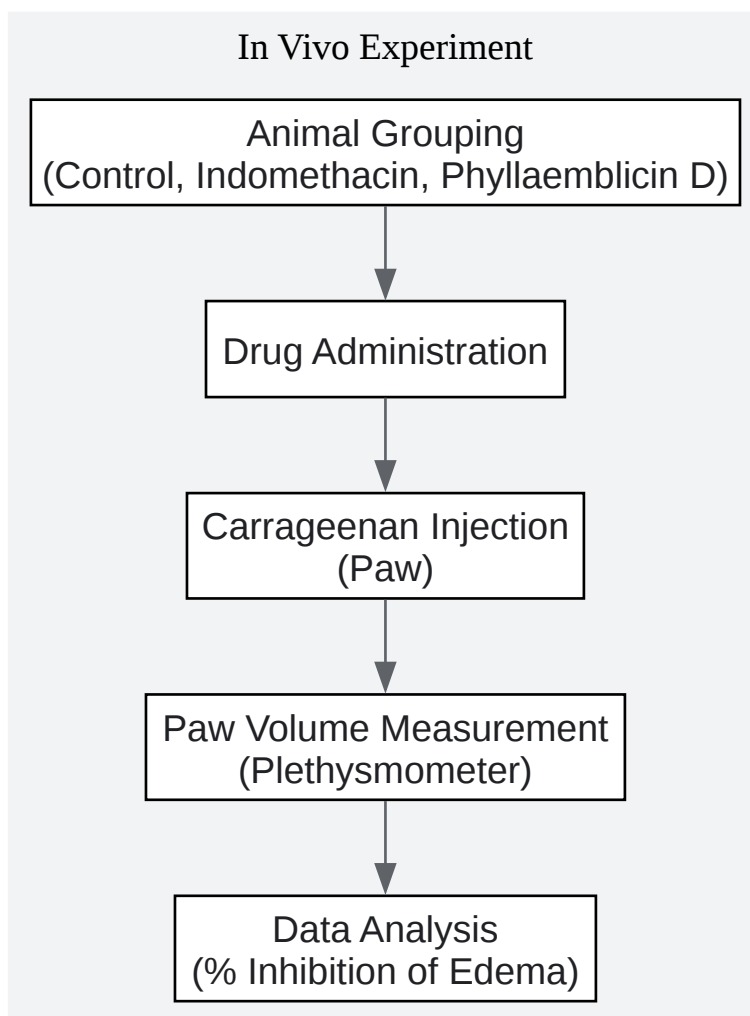 In Vivo Experiment
Animal Grouping
(Control, Indomethacin, Phyllaemblicin D)
Drug Administration
Carrageenan Injection
(Paw)
Paw Volume Measurement
(Plethysmometer)
Data Analysis
(% Inhibition of Edema)